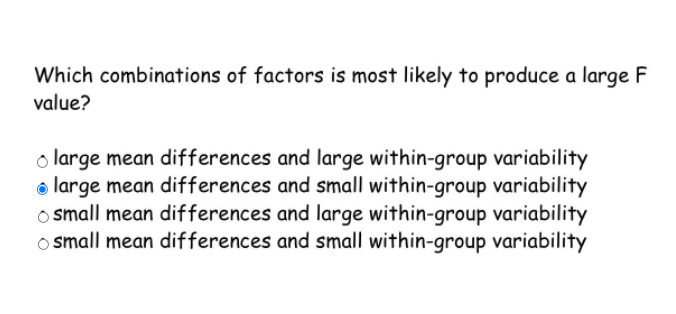 Which combinations of factors is most likely to produce a large F
value?
large mean differences and large within-group variability
large mean differences and small within-group variability
small mean differences and large within-group variability
small mean differences and small within-group variability